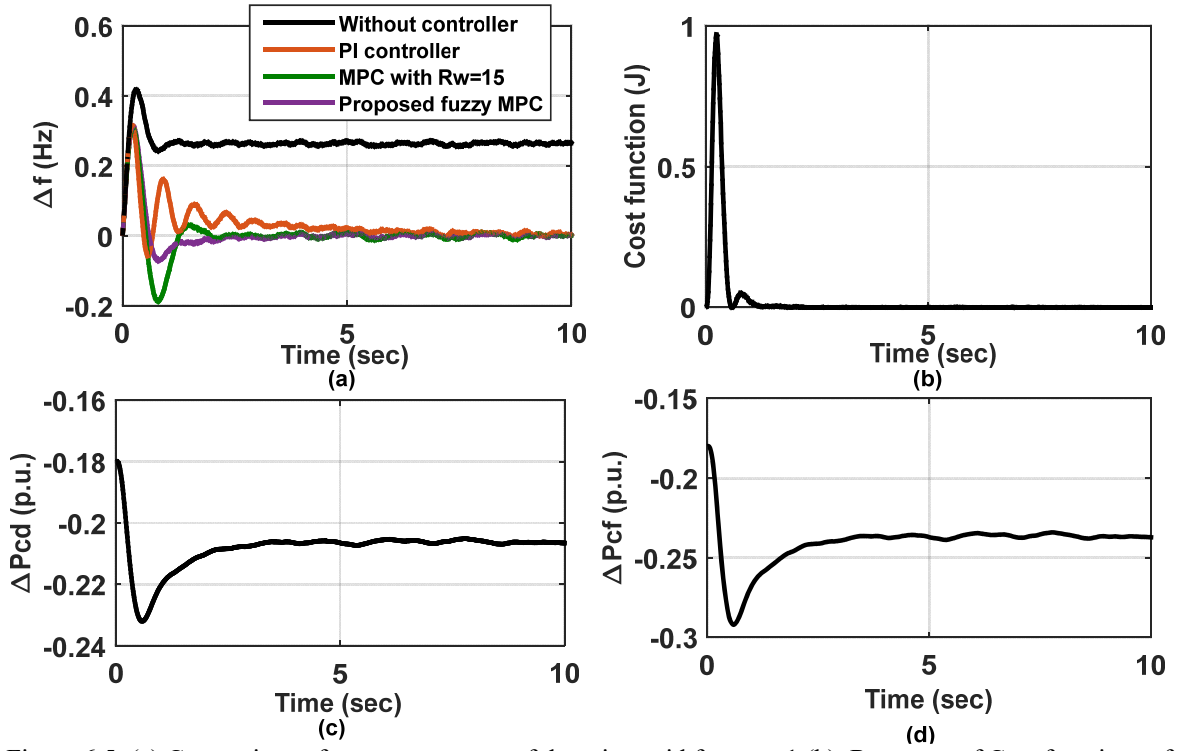 0.6
0.4
0.2
0
-0.2
Δf (Hz)
Without controller
PI controller
MPC with Rw=15
Proposed fuzzy MPC
0 5 10
Time (sec)
(a)
1
0.5
0
Cost function (J)
0 5 10
Time (sec)
(b)
-0.16
-0.18
-0.2
-0.22
-0.24
ΔPcd (p.u.)
0 5 10
Time (sec)
(c)
-0.15
-0.2
-0.25
-0.3
ΔPcf (p.u.)
0 5 10
Time (sec)
(d)